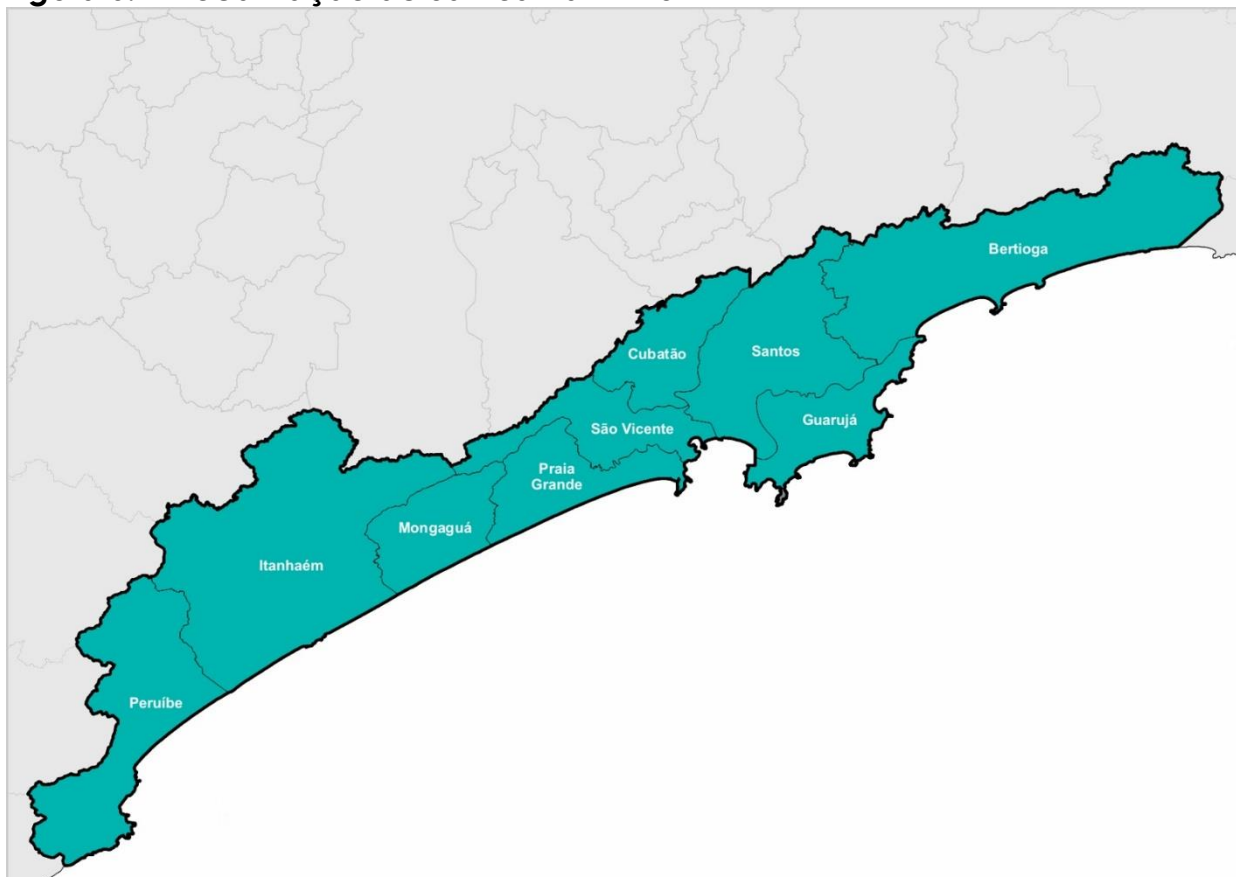 Bertioga
Cubatão
Santos
Guarujá
São Vicente
Praia
Grande
Mongaguá
Itanhaém
Peruíbe